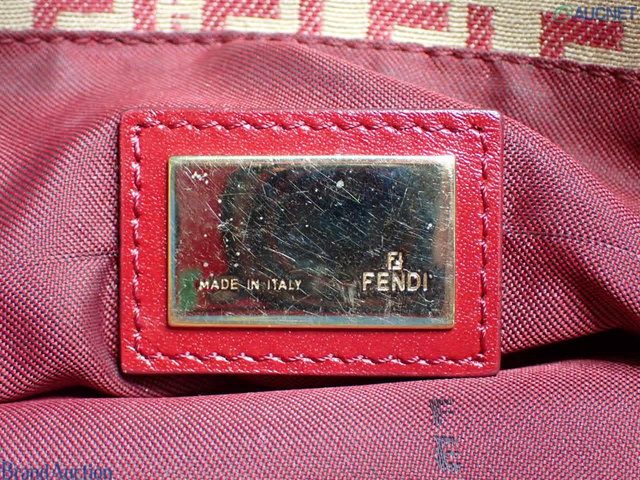 AUCNET
MADE IN ITALY
FENDI
Brand Auction